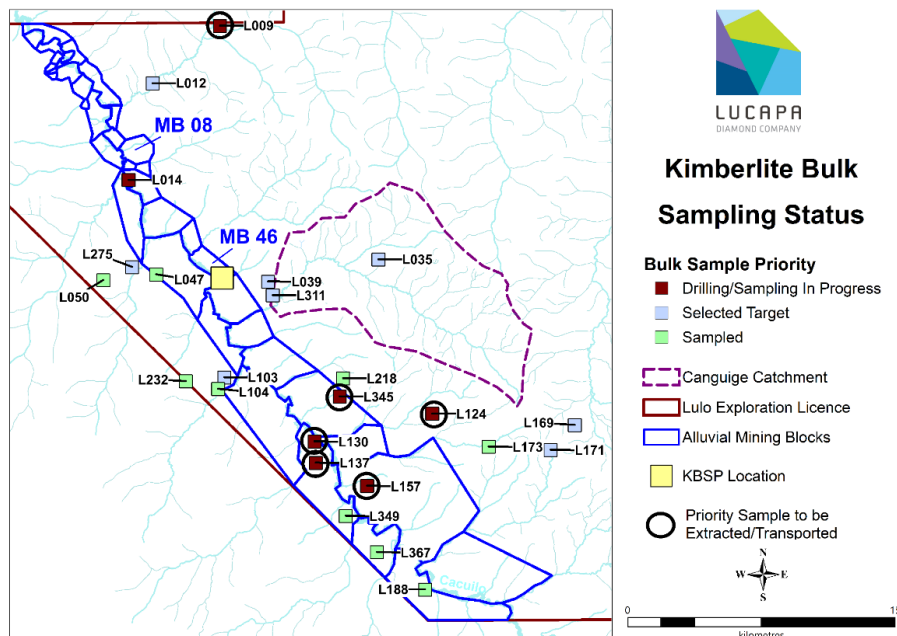 L009
L012
MB 08
L014
MB 46
L275
L047
L050
L039
L311
L035
L232
L103
L104
L218
L345
L124
L169
L130
L173
L171
L137
L157
L349
L367
L188
Cacuilo
LUCAPA
DIAMOND COMPANY
Kimberlite Bulk
Sampling Status
Bulk Sample Priority
Drilling/Sampling In Progress
Selected Target
Sampled
Canguige Catchment
Lulo Exploration Licence
Alluvial Mining Blocks
KBSP Location
Priority Sample to be
Extracted/Transported
N
W E
S
0 15
kilometres